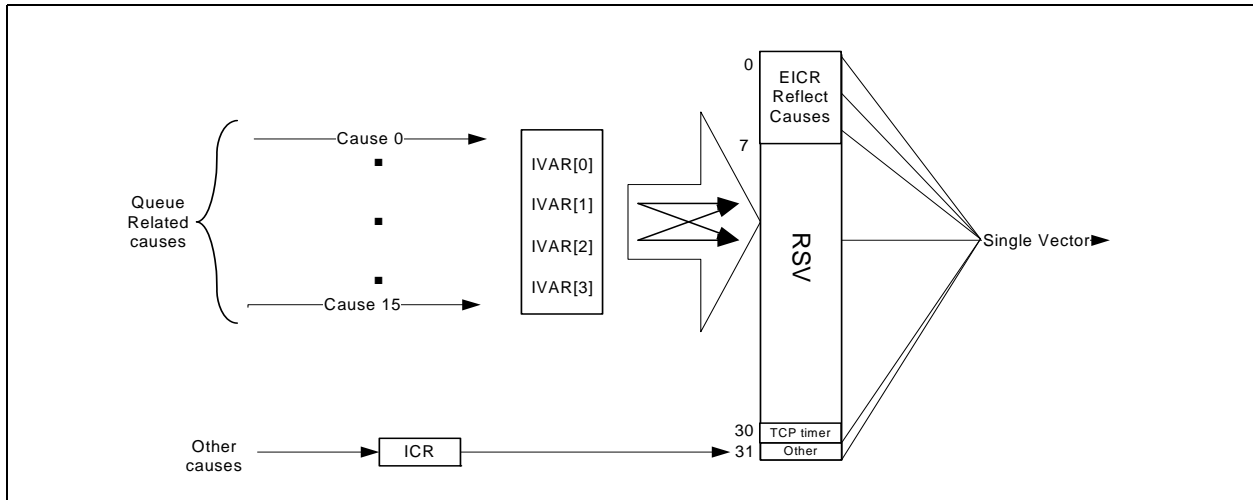 Queue
Related
causes
Cause 0
Cause 15
IVAR[0]
IVAR[1]
IVAR[2]
IVAR[3]
0
EICR
Reflect
Causes
7
RSV
30
TCP timer
31
Other
Single Vector
Other
causes
ICR